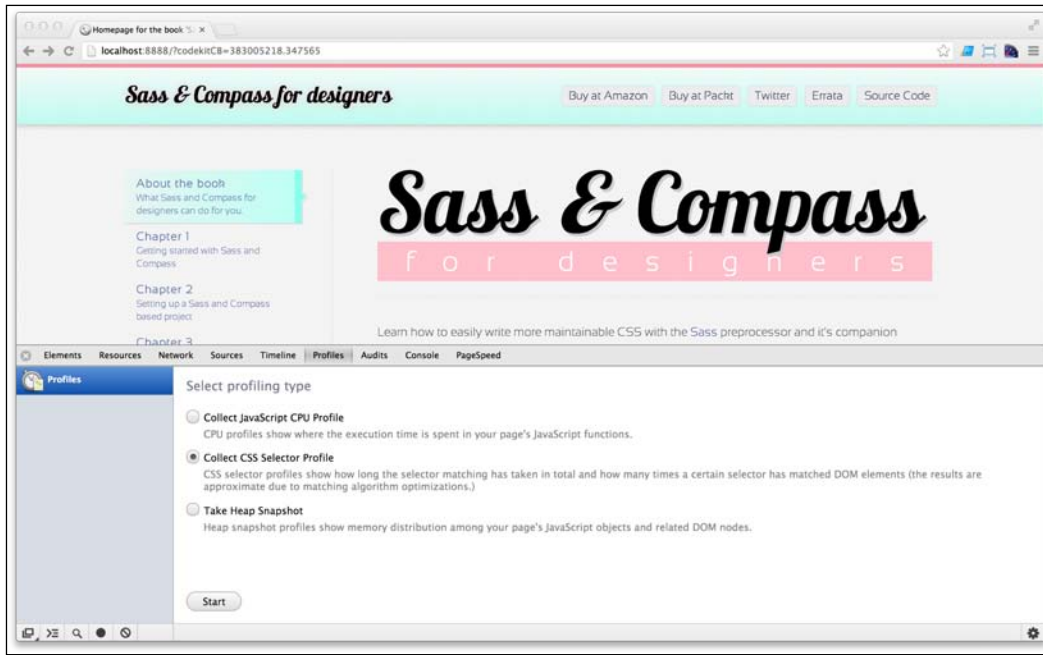 Homepage for the book 'S
localhost:8888/?codekitCB=383005218.347565
Sass & Compass for designers
Buy at Amazon
Buy at Packt
Twitter
Errata
Source Code
About the book
What Sass and Compass for
designers can do for you.
Chapter 1
Getting started with Sass and
Compass
Chapter 2
Setting up a Sass and Compass
based project
Chapter 3
Sass & Compass
for designers
Learn how to easily write more maintainable CSS with the Sass preprocessor and it's companion
Elements Resources Network Sources Timeline Profiles Audits Console PageSpeed
Profiles
Select profiling type
Collect JavaScript CPU Profile
CPU profiles show where the execution time is spent in your page's JavaScript functions.
Collect CSS Selector Profile
CSS selector profiles show how long the selector matching has taken in total and how many times a certain selector has matched DOM elements (the results are
approximate due to matching algorithm optimizations.)
Take Heap Snapshot
Heap snapshot profiles show memory distribution among your page's JavaScript objects and related DOM nodes.
Start